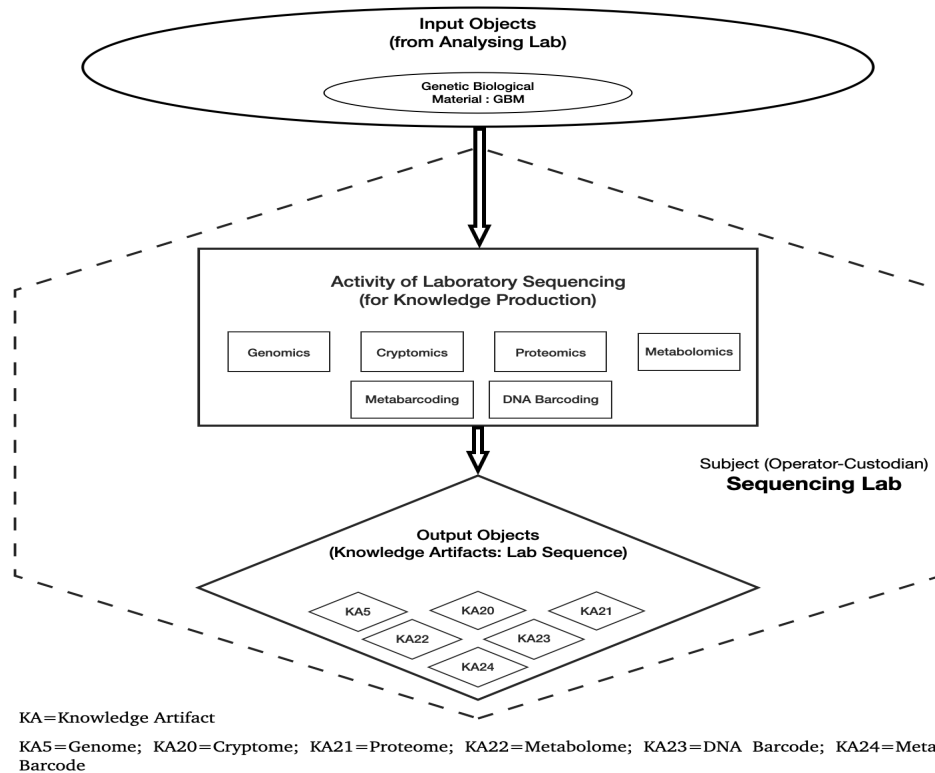 Input Objects
(from Analysing Lab)
Genetic Biological
Material : GBM
Activity of Laboratory Sequencing
(for Knowledge Production)
Genomics
Cryptomics
Proteomics
Metabolomics
Metabarcoding
DNA Barcoding
Subject (Operator-Custodian)
Sequencing Lab
Output Objects
(Knowledge Artifacts: Lab Sequence)
KA5
KA20
KA21
KA22
KA23
KA24
KA=Knowledge Artifact
KA5=Genome; KA20=Cryptome; KA21=Proteome; KA22=Metabolome; KA23=DNA Barcode; KA24=Meta
Barcode